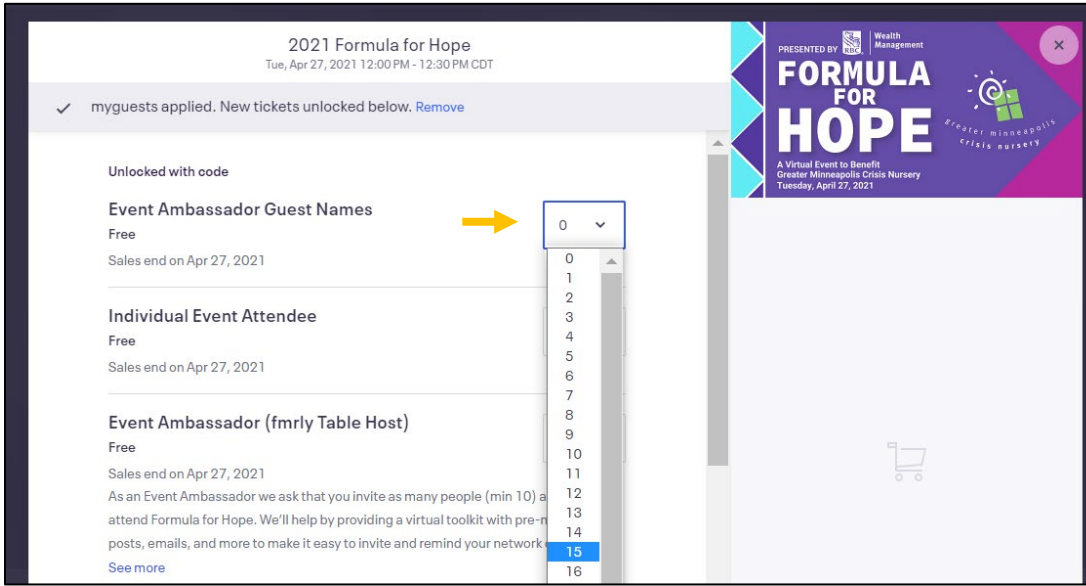 2021 Formula for Hope
Tue, Apr 27, 2021 12:00 PM - 12:30 PM CDT
myguests applied. New tickets unlocked below. Remove
Unlocked with code
Event Ambassador Guest Names
Free
Sales end on Apr 27, 2021
0
0
1
2
3
4
5
6
7
8
9
10
11
12
13
14
15
16
Individual Event Attendee
Free
Sales end on Apr 27, 2021
Event Ambassador (fmrly Table Host)
Free
Sales end on Apr 27, 2021
As an Event Ambassador we ask that you invite as many people (min 10) a
attend Formula for Hope. We'll help by providing a virtual toolkit with pre-
posts, emails, and more to make it easy to invite and remind your network
See more
PRESENTED BY RBC Wealth
Management
FORMULA
FOR
HOPE
greater minneapolis
crisis nursery
A Virtual Event to Benefit
Greater Minneapolis Crisis Nursery
Tuesday, April 27, 2021